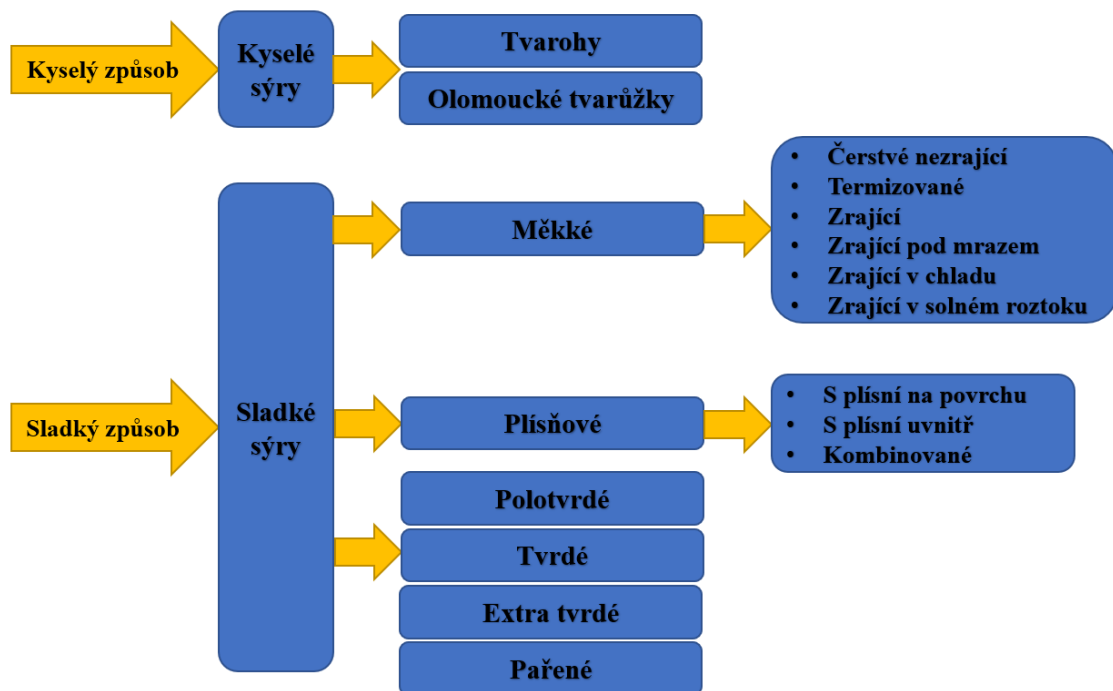 Kyselý způsob
Kyselé
sýry
Tvarohy
Olomoucké tvarůžky
Sladký způsob
Sladké
sýry
Měkké
• Čerstvé nezrající
• Termizované
• Zrající
• Zrající pod mrazem
• Zrající v chladu
• Zrající v solném roztoku
Plísňové
• S plísní na povrchu
• S plísní uvnitř
• Kombinované
Polotvrdé
Tvrdé
Extra tvrdé
Pařené